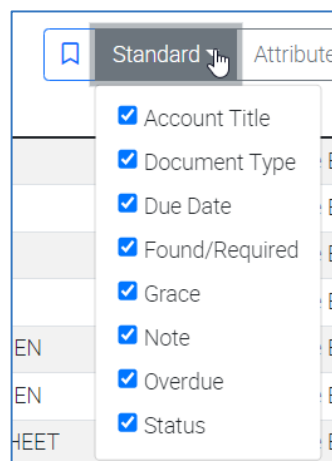 Standard Attribute
Account Title
Document Type
Due Date
Found/Required
Grace
Note
EN
Overdue
EN
Status
HEET